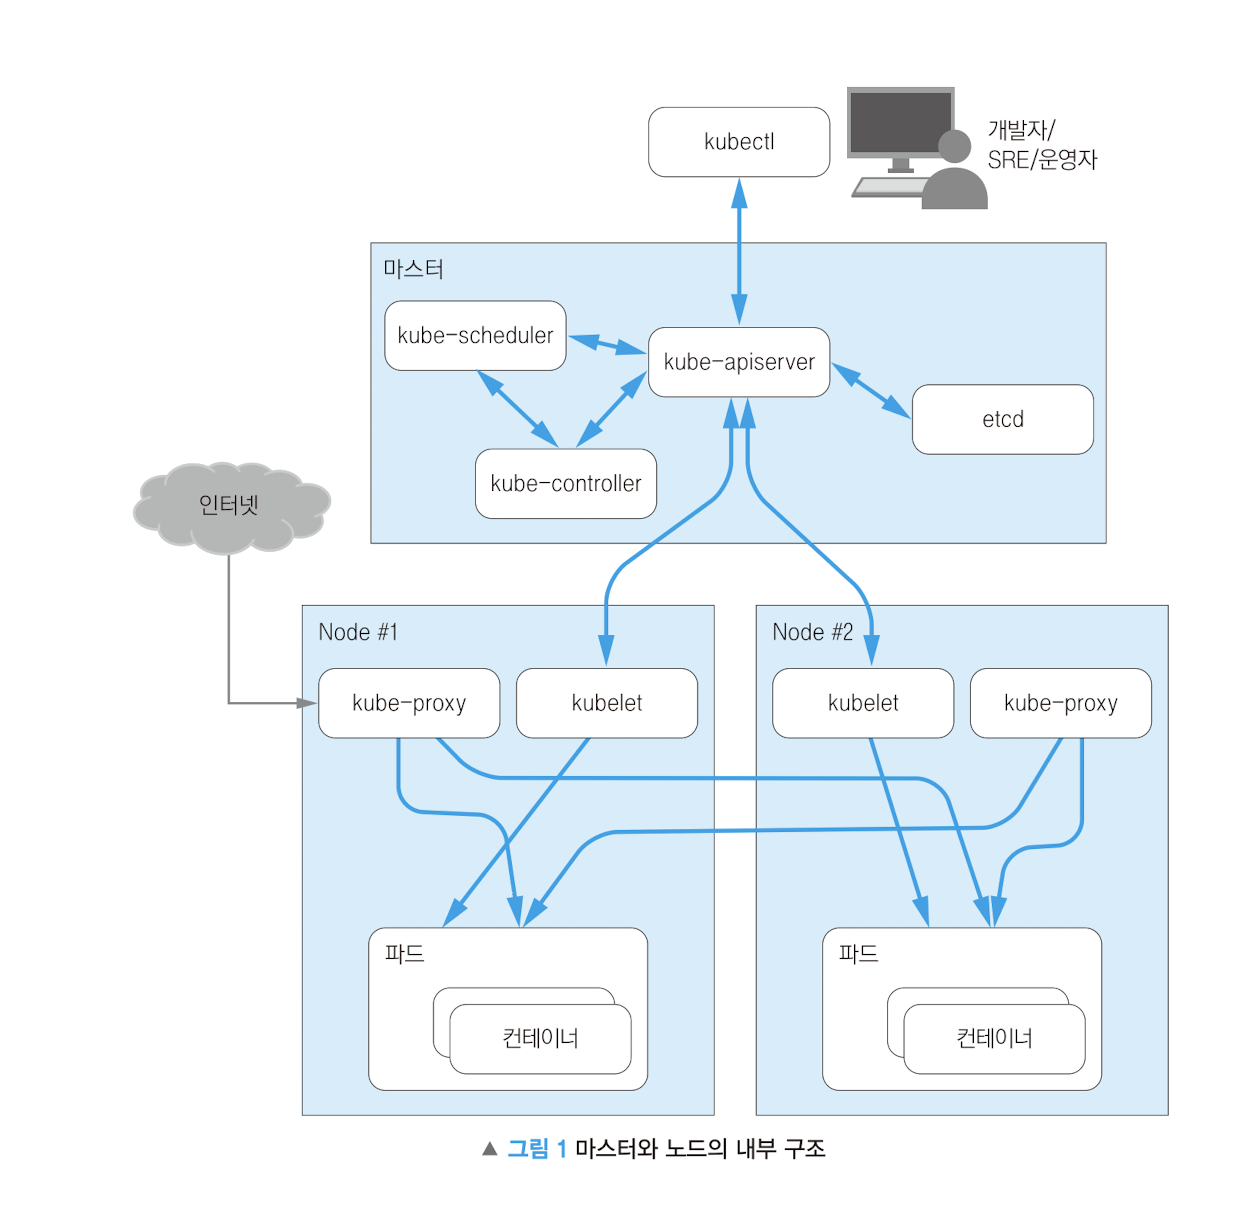 kubectl
개발자/
SRE/운영자
마스터
kube-scheduler
kube-apiserver
etcd
kube-controller
인터넷
Node #1
kube-proxy
kubelet
파드
컨테이너
Node #2
kubelet
kube-proxy
파드
컨테이너
▲ 그림 1 마스터와 노드의 내부 구조